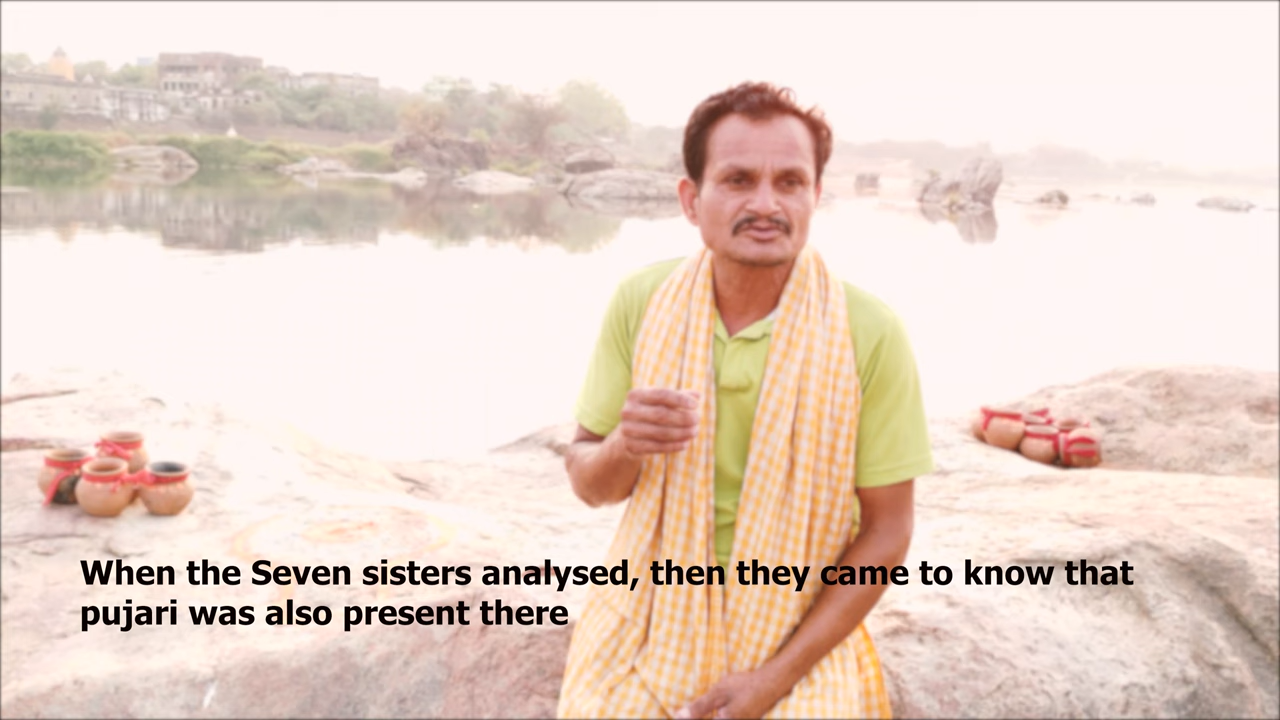 When the Seven sisters analysed, then they came to know that
pujari was also present there